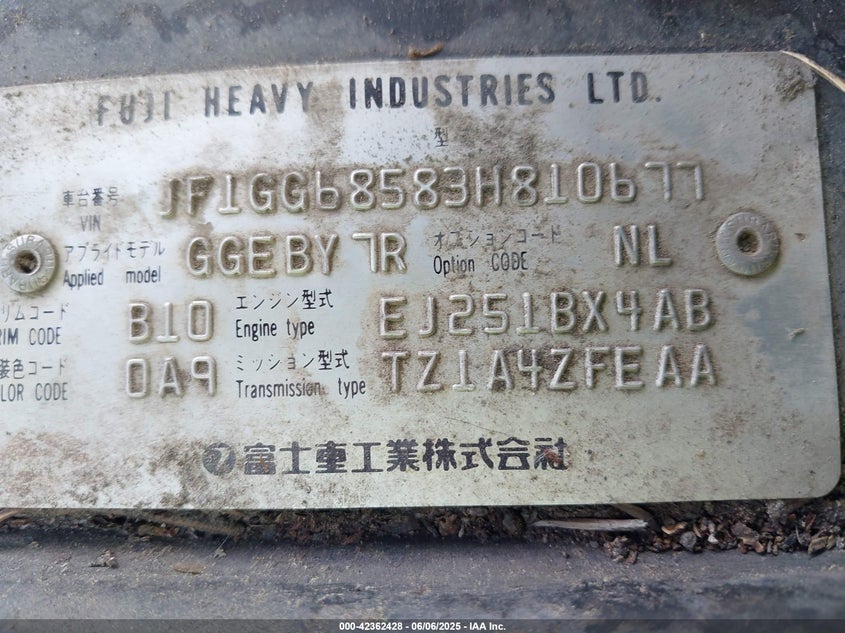 FUJI HEAVY INDUSTRIES LTD.
型
車台番号 VIN JF1GG68583H810677
アプライドモデル Applied model GGEBY7R オプションコード Option CODE NL
リムコード RIM CODE B10 エンジン型式 Engine type EJ251BX4AB
装色コード LOR CODE 0A9 ミッション型式 Transmission type TZ1A4ZFEAA
富士重工業株式会社
000-42362428 - 06/06/2025 - IAA Inc.